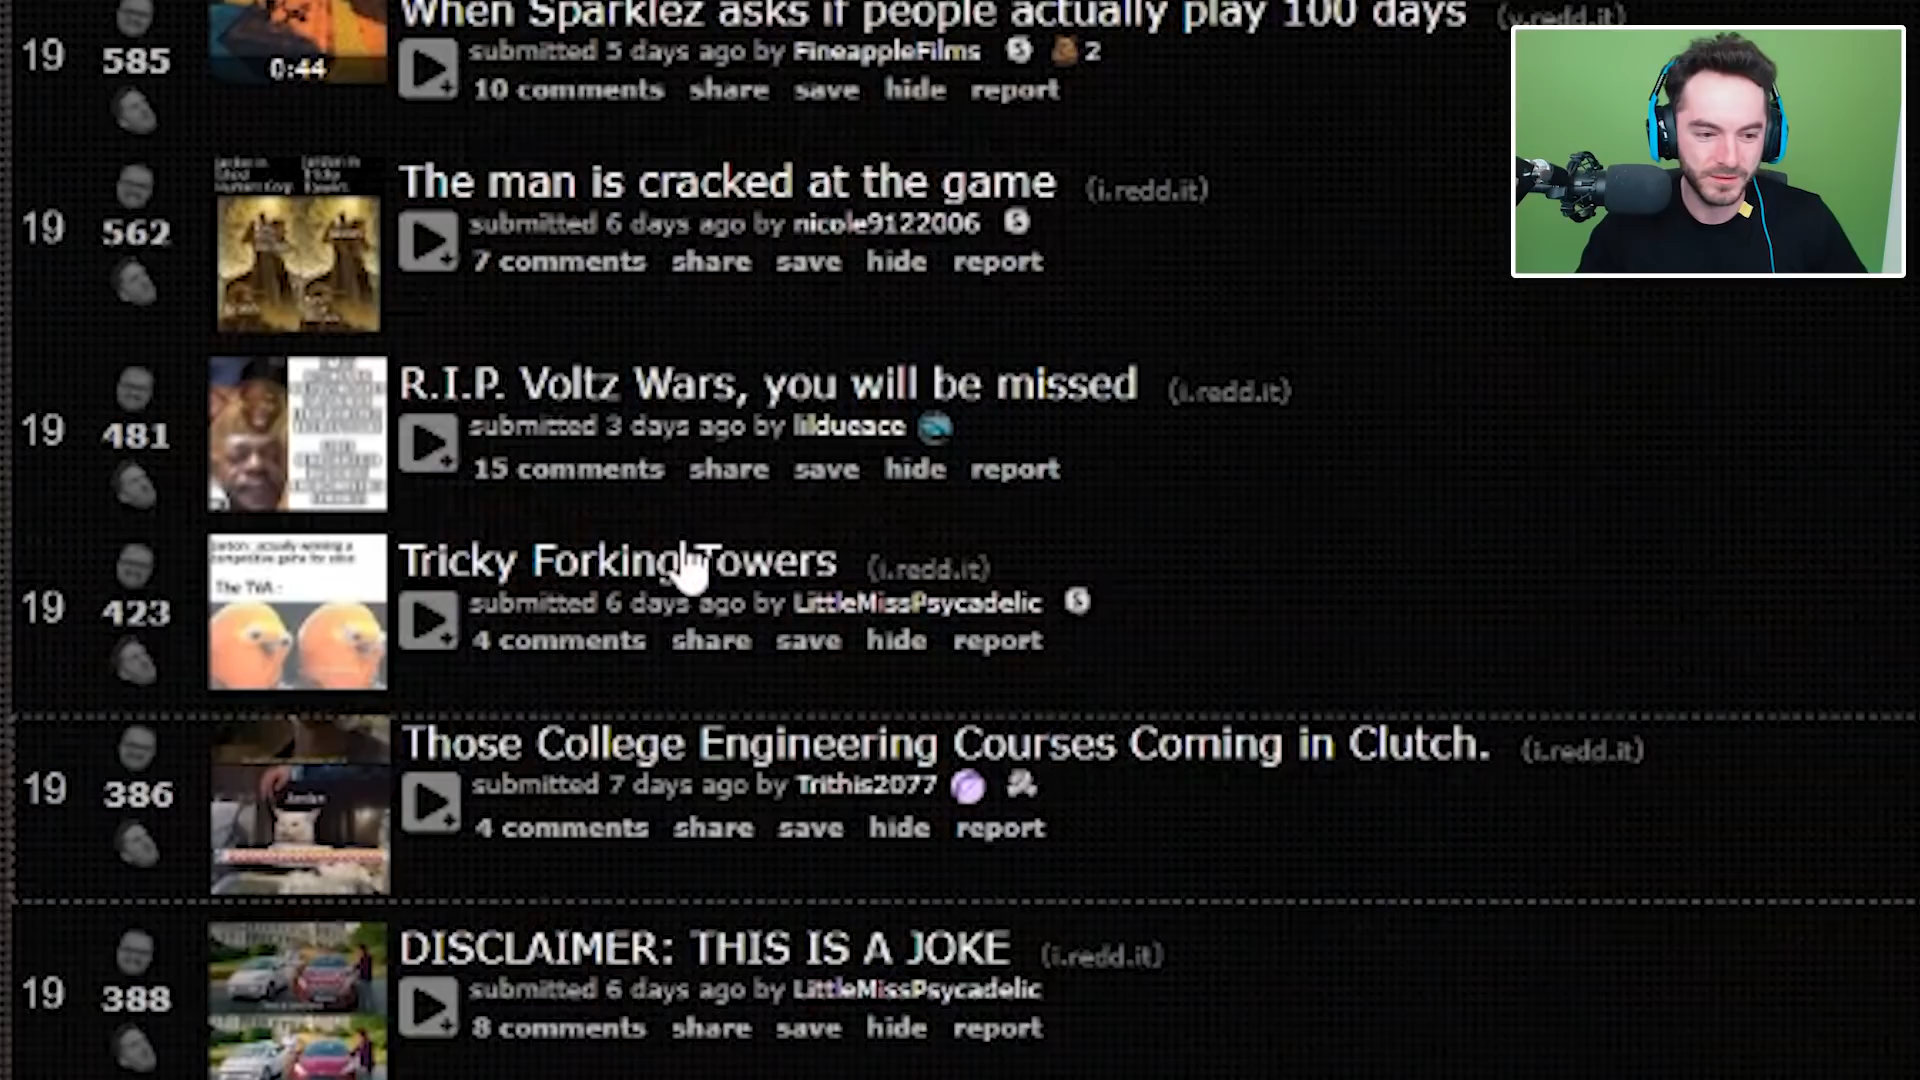 When Sparklez asks if people actually play 100 days (v.redd.it)
19
585
0:44
submitted 5 days ago by FineappleFilms 2
10 comments share save hide report
The man is cracked at the game (i.redd.it)
19
562
submitted 6 days ago by nicole9122006
7 comments share save hide report
R.I.P. Voltz Wars, you will be missed (i.redd.it)
19
481
submitted 3 days ago by lildueace
15 comments share save hide report
Tricky Forking Towers (i.redd.it)
19
423
The TVA :
submitted 6 days ago by LittleMissPsycadelic
4 comments share save hide report
Those College Engineering Courses Coming in Clutch. (i.redd.it)
19
386
submitted 7 days ago by Trithis2077
4 comments share save hide report
DISCLAIMER: THIS IS A JOKE (i.redd.it)
19
388
submitted 6 days ago by LittleMissPsycadelic
8 comments share save hide report